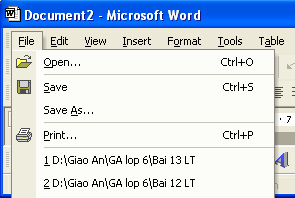 Document2 - Microsoft Word
File Edit View Insert Format Tools Table
Open... Ctrl+O
Save Ctrl+S
Save As...
Print... Ctrl+P
1 D:\Giao An\GA lop 6\Bai 13 LT
2 D:\Giao An\GA lop 6\Bai 12 LT